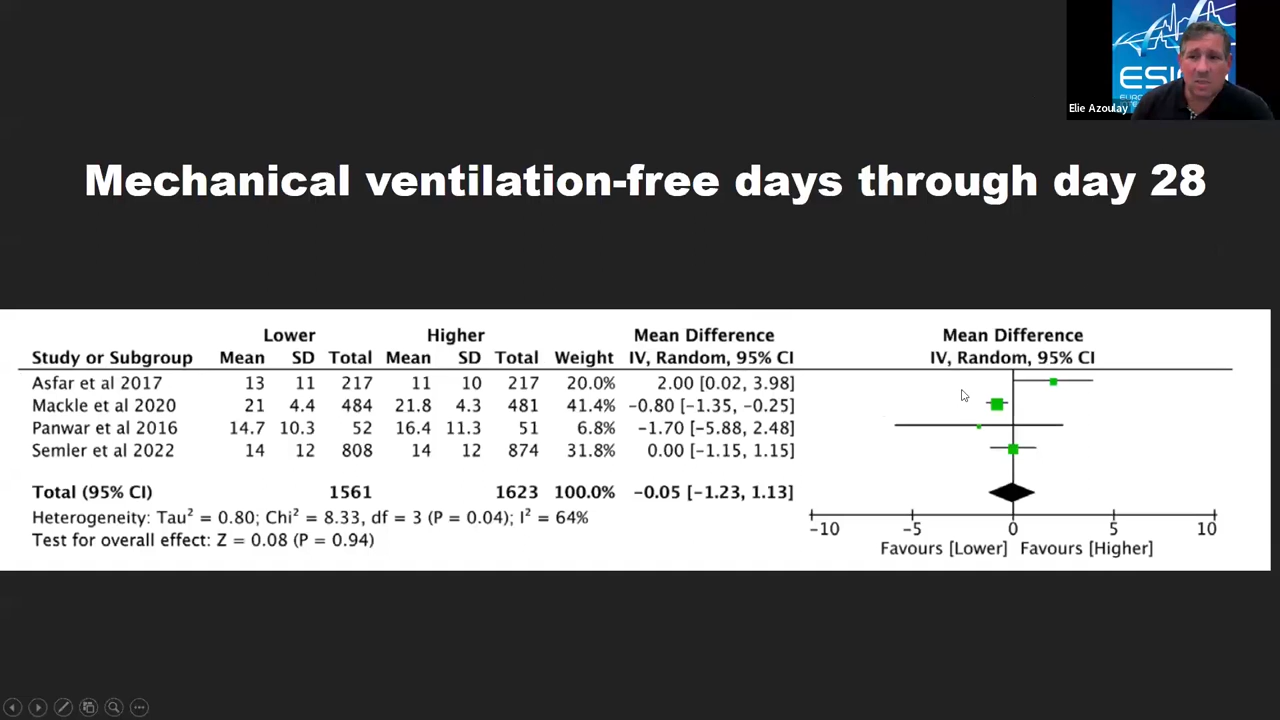 ESI
EURO
Elie Azoulay
Mechanical ventilation-free days through day 28
Lower Higher Mean Difference Mean Difference
Study or Subgroup Mean SD Total Mean SD Total Weight IV, Random, 95% CI IV, Random, 95% CI
Asfar et al 2017 13 11 217 11 10 217 20.0% 2.00 [0.02, 3.98]
Mackle et al 2020 21 4.4 484 21.8 4.3 481 41.4% −0.80 [−1.35, −0.25]
Panwar et al 2016 14.7 10.3 52 16.4 11.3 51 6.8% −1.70 [−5.88, 2.48]
Semler et al 2022 14 12 808 14 12 874 31.8% 0.00 [−1.15, 1.15]
Total (95% CI) 1561 1623 100.0% −0.05 [−1.23, 1.13]
Heterogeneity: Tau² = 0.80; Chi² = 8.33, df = 3 (P = 0.04); I² = 64%
Test for overall effect: Z = 0.08 (P = 0.94)
−10 −5 0 5 10
Favours [Lower] Favours [Higher]